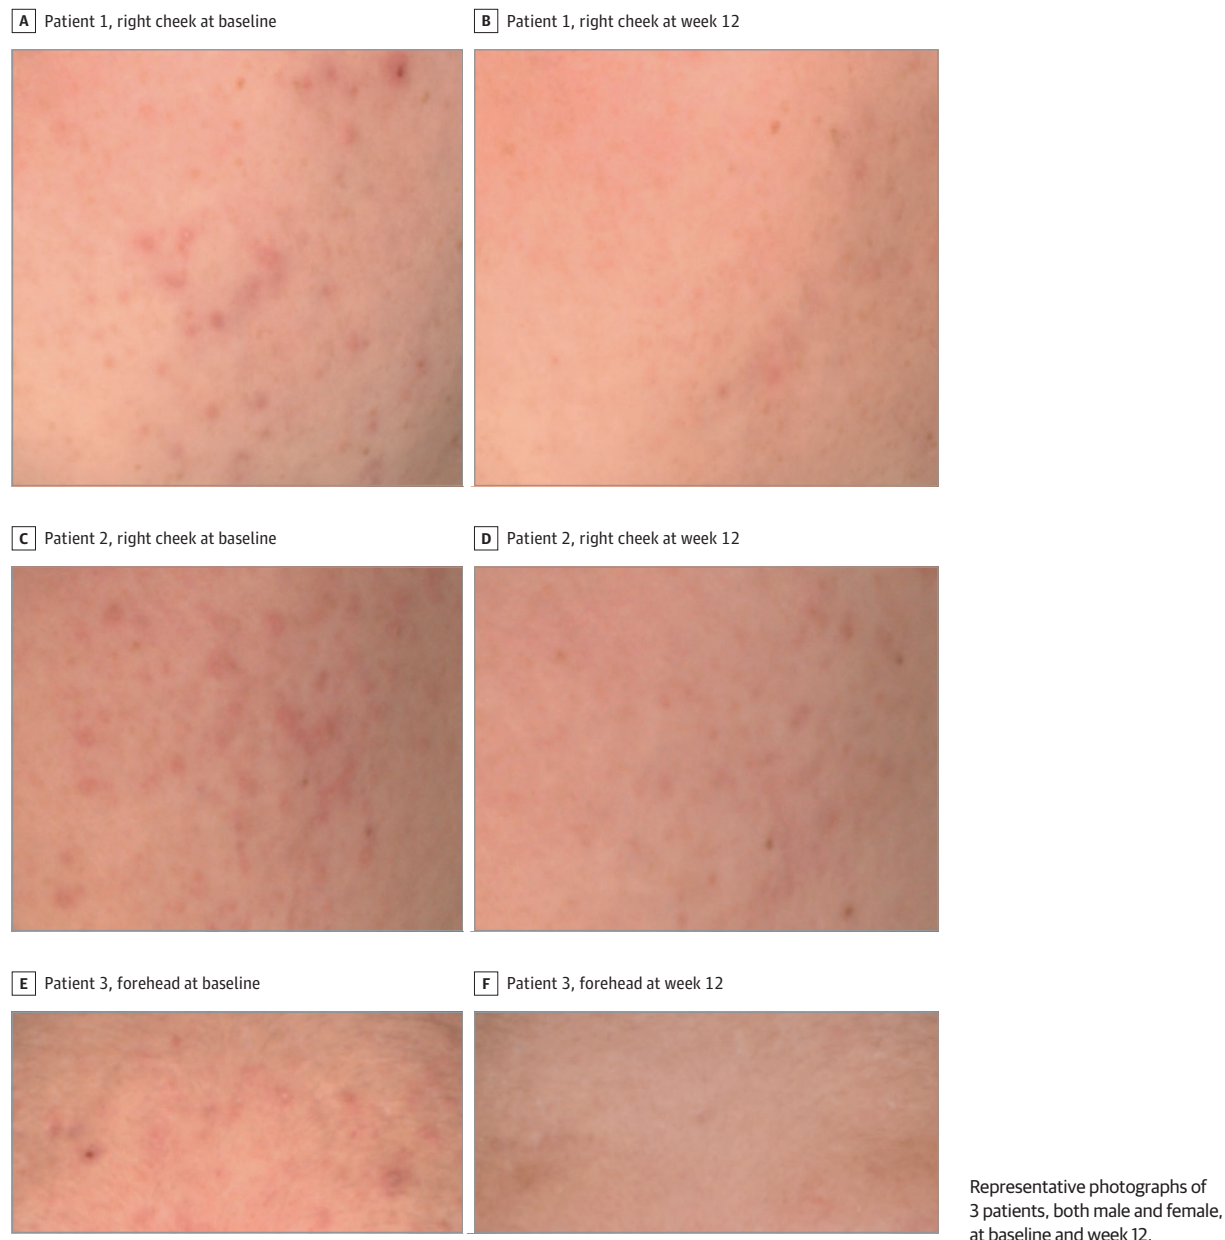 A Patient 1, right cheek at baseline
B Patient 1, right cheek at week 12
C Patient 2, right cheek at baseline
D Patient 2, right cheek at week 12
E Patient 3, forehead at baseline
F Patient 3, forehead at week 12
Representative photographs of
3 patients, both male and female,
at baseline and week 12.